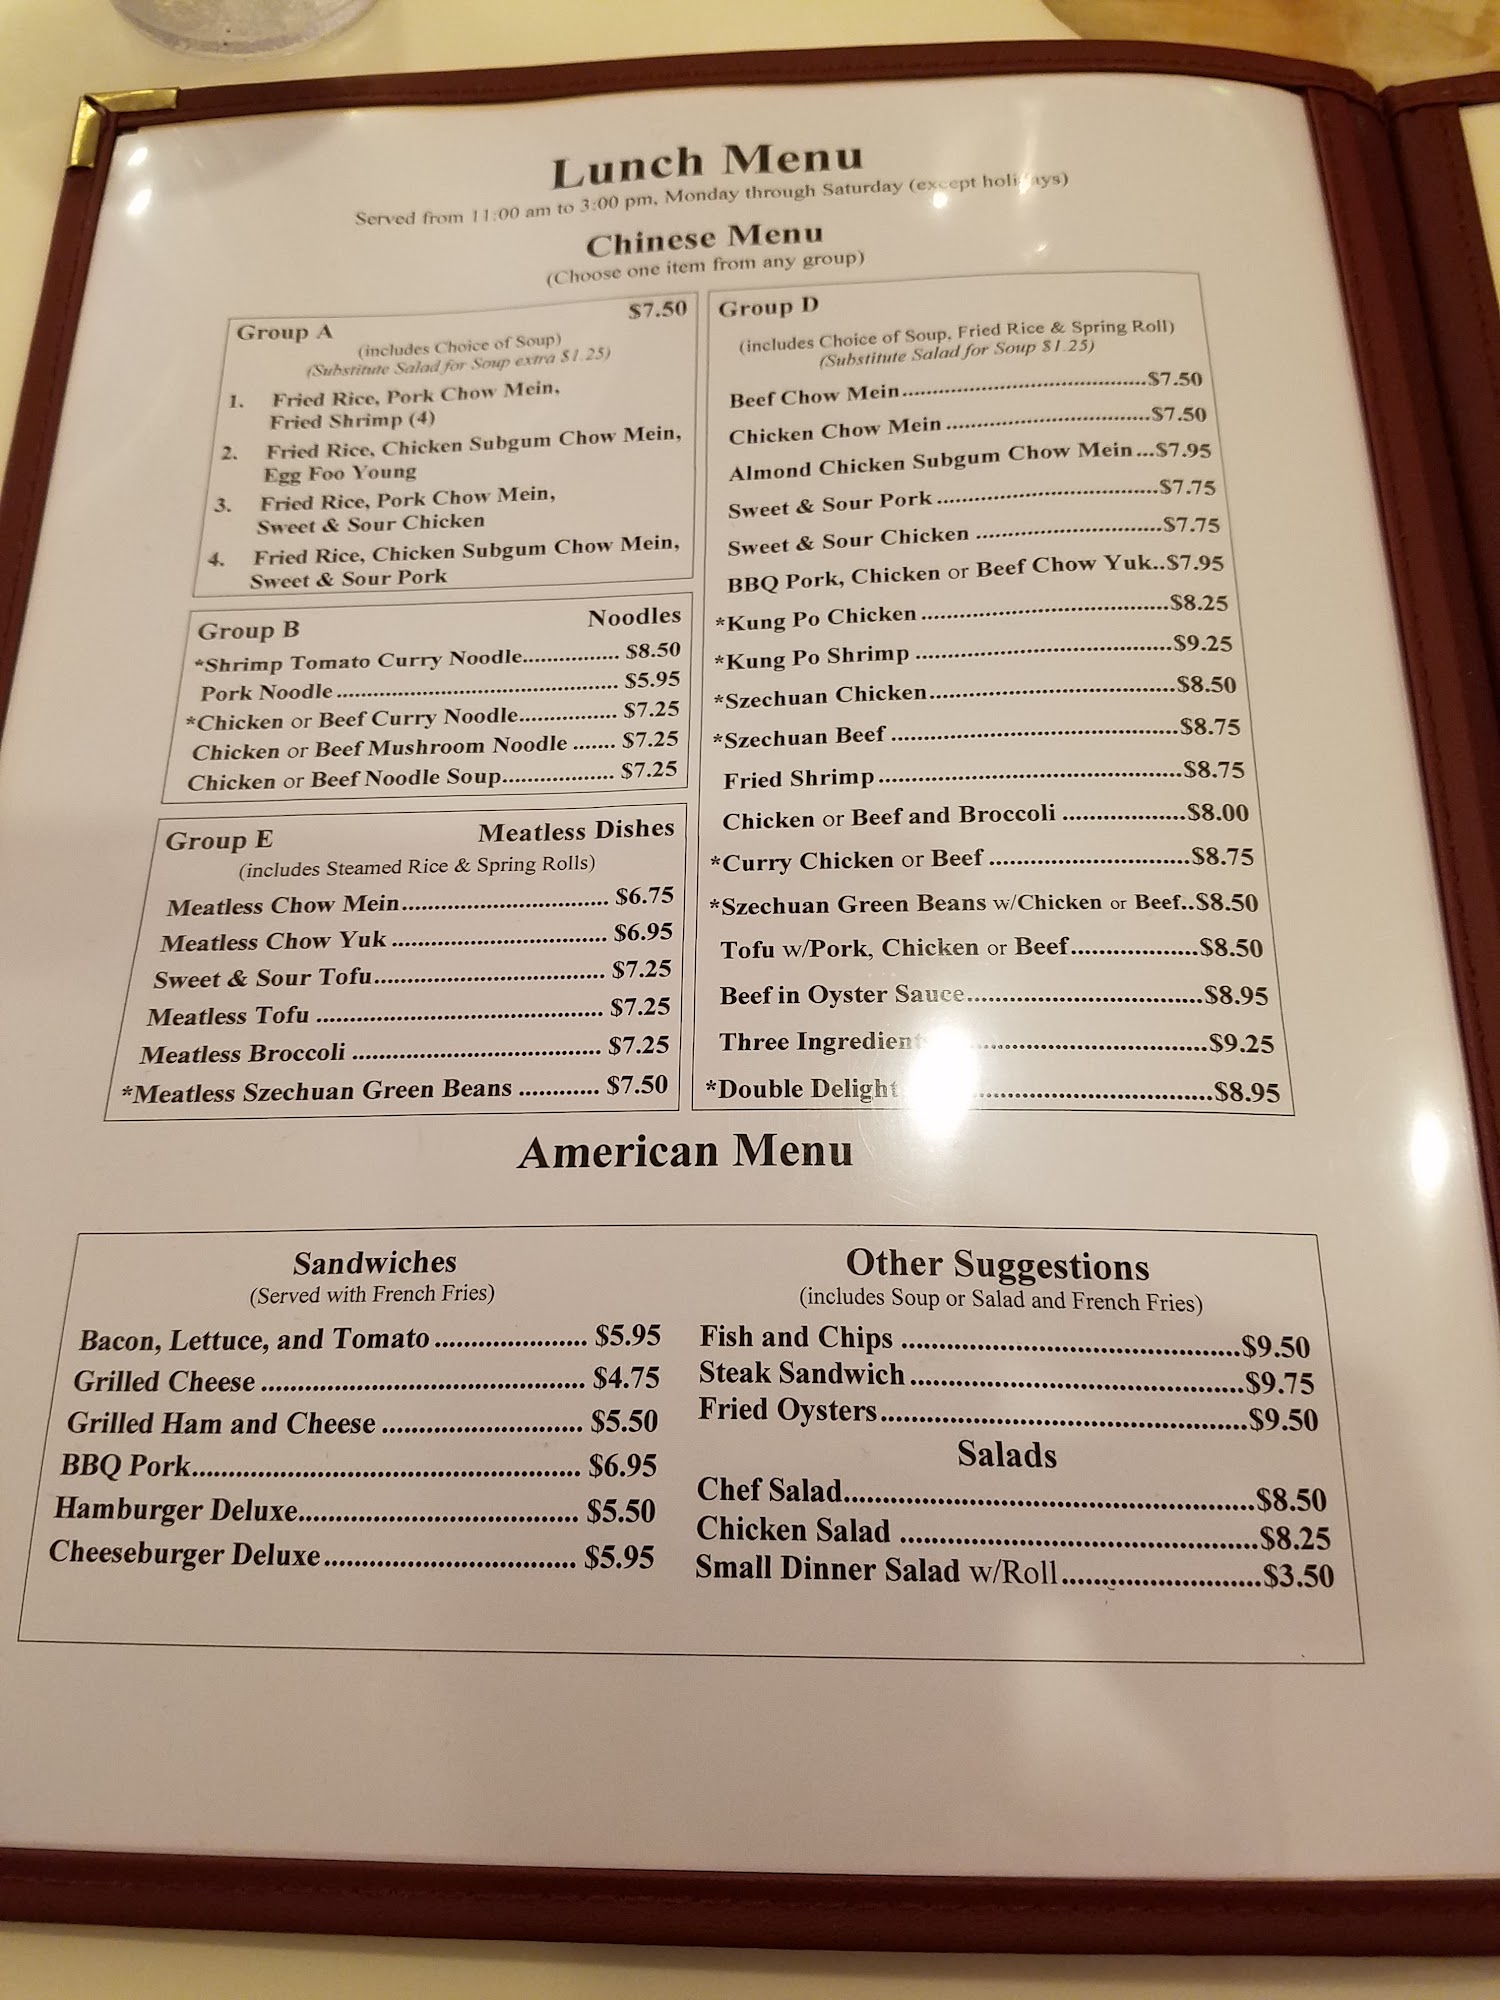 Lunch Menu
Served from 11:00 am to 3:00 pm, Monday through Saturday (except holidays)
Chinese Menu
(Choose one item from any group)
Group A $7.50
(includes Choice of Soup)
(Substitute Salad for Soup extra $1.25)
1. Fried Rice, Pork Chow Mein,
Fried Shrimp (4)
2. Fried Rice, Chicken Subgum Chow Mein,
Egg Foo Young
3. Fried Rice, Pork Chow Mein,
Sweet & Sour Chicken
4. Fried Rice, Chicken Subgum Chow Mein,
Sweet & Sour Pork
Group B Noodles
*Shrimp Tomato Curry Noodle................ $8.50
Pork Noodle................................................ $5.95
*Chicken or Beef Curry Noodle................ $7.25
Chicken or Beef Mushroom Noodle ....... $7.25
Chicken or Beef Noodle Soup................... $7.25
Group E Meatless Dishes
(includes Steamed Rice & Spring Rolls)
Meatless Chow Mein................................. $6.75
Meatless Chow Yuk .................................. $6.95
Sweet & Sour Tofu.................................... $7.25
Meatless Tofu ............................................ $7.25
Meatless Broccoli ...................................... $7.25
*Meatless Szechuan Green Beans ............ $7.50
Group D
(includes Choice of Soup, Fried Rice & Spring Roll)
(Substitute Salad for Soup $1.25)
Beef Chow Mein.......................................$7.50
Chicken Chow Mein ................................$7.50
Almond Chicken Subgum Chow Mein...$7.95
Sweet & Sour Pork...................................$7.75
Sweet & Sour Chicken .............................$7.75
BBQ Pork, Chicken or Beef Chow Yuk..$7.95
*Kung Po Chicken .....................................$8.25
*Kung Po Shrimp ......................................$9.25
*Szechuan Chicken.....................................$8.50
*Szechuan Beef ...........................................$8.75
Fried Shrimp.............................................$8.75
Chicken or Beef and Broccoli ..................$8.00
*Curry Chicken or Beef ..............................$8.75
*Szechuan Green Beans w/Chicken or Beef..$8.50
Tofu w/Pork, Chicken or Beef...................$8.50
Beef in Oyster Sauce...................................$8.95
Three ...................................$9.25
*Double Delight ...................................$8.95
American Menu
Sandwiches
(Served with French Fries)
Bacon, Lettuce, and Tomato ..................... $5.95
Grilled Cheese ............................................ $4.75
Grilled Ham and Cheese ........................... $5.50
BBQ Pork.................................................... $6.95
Hamburger Deluxe...................................... $5.50
Cheeseburger Deluxe.................................. $5.95
Other Suggestions
(includes Soup or Salad and French Fries)
Fish and Chips ..............................................$9.50
Steak Sandwich.............................................$9.75
Fried Oysters.................................................$9.50
Salads
Chef Salad.......................................................$8.50
Chicken Salad ................................................$8.25
Small Dinner Salad w/Roll...........................$3.50